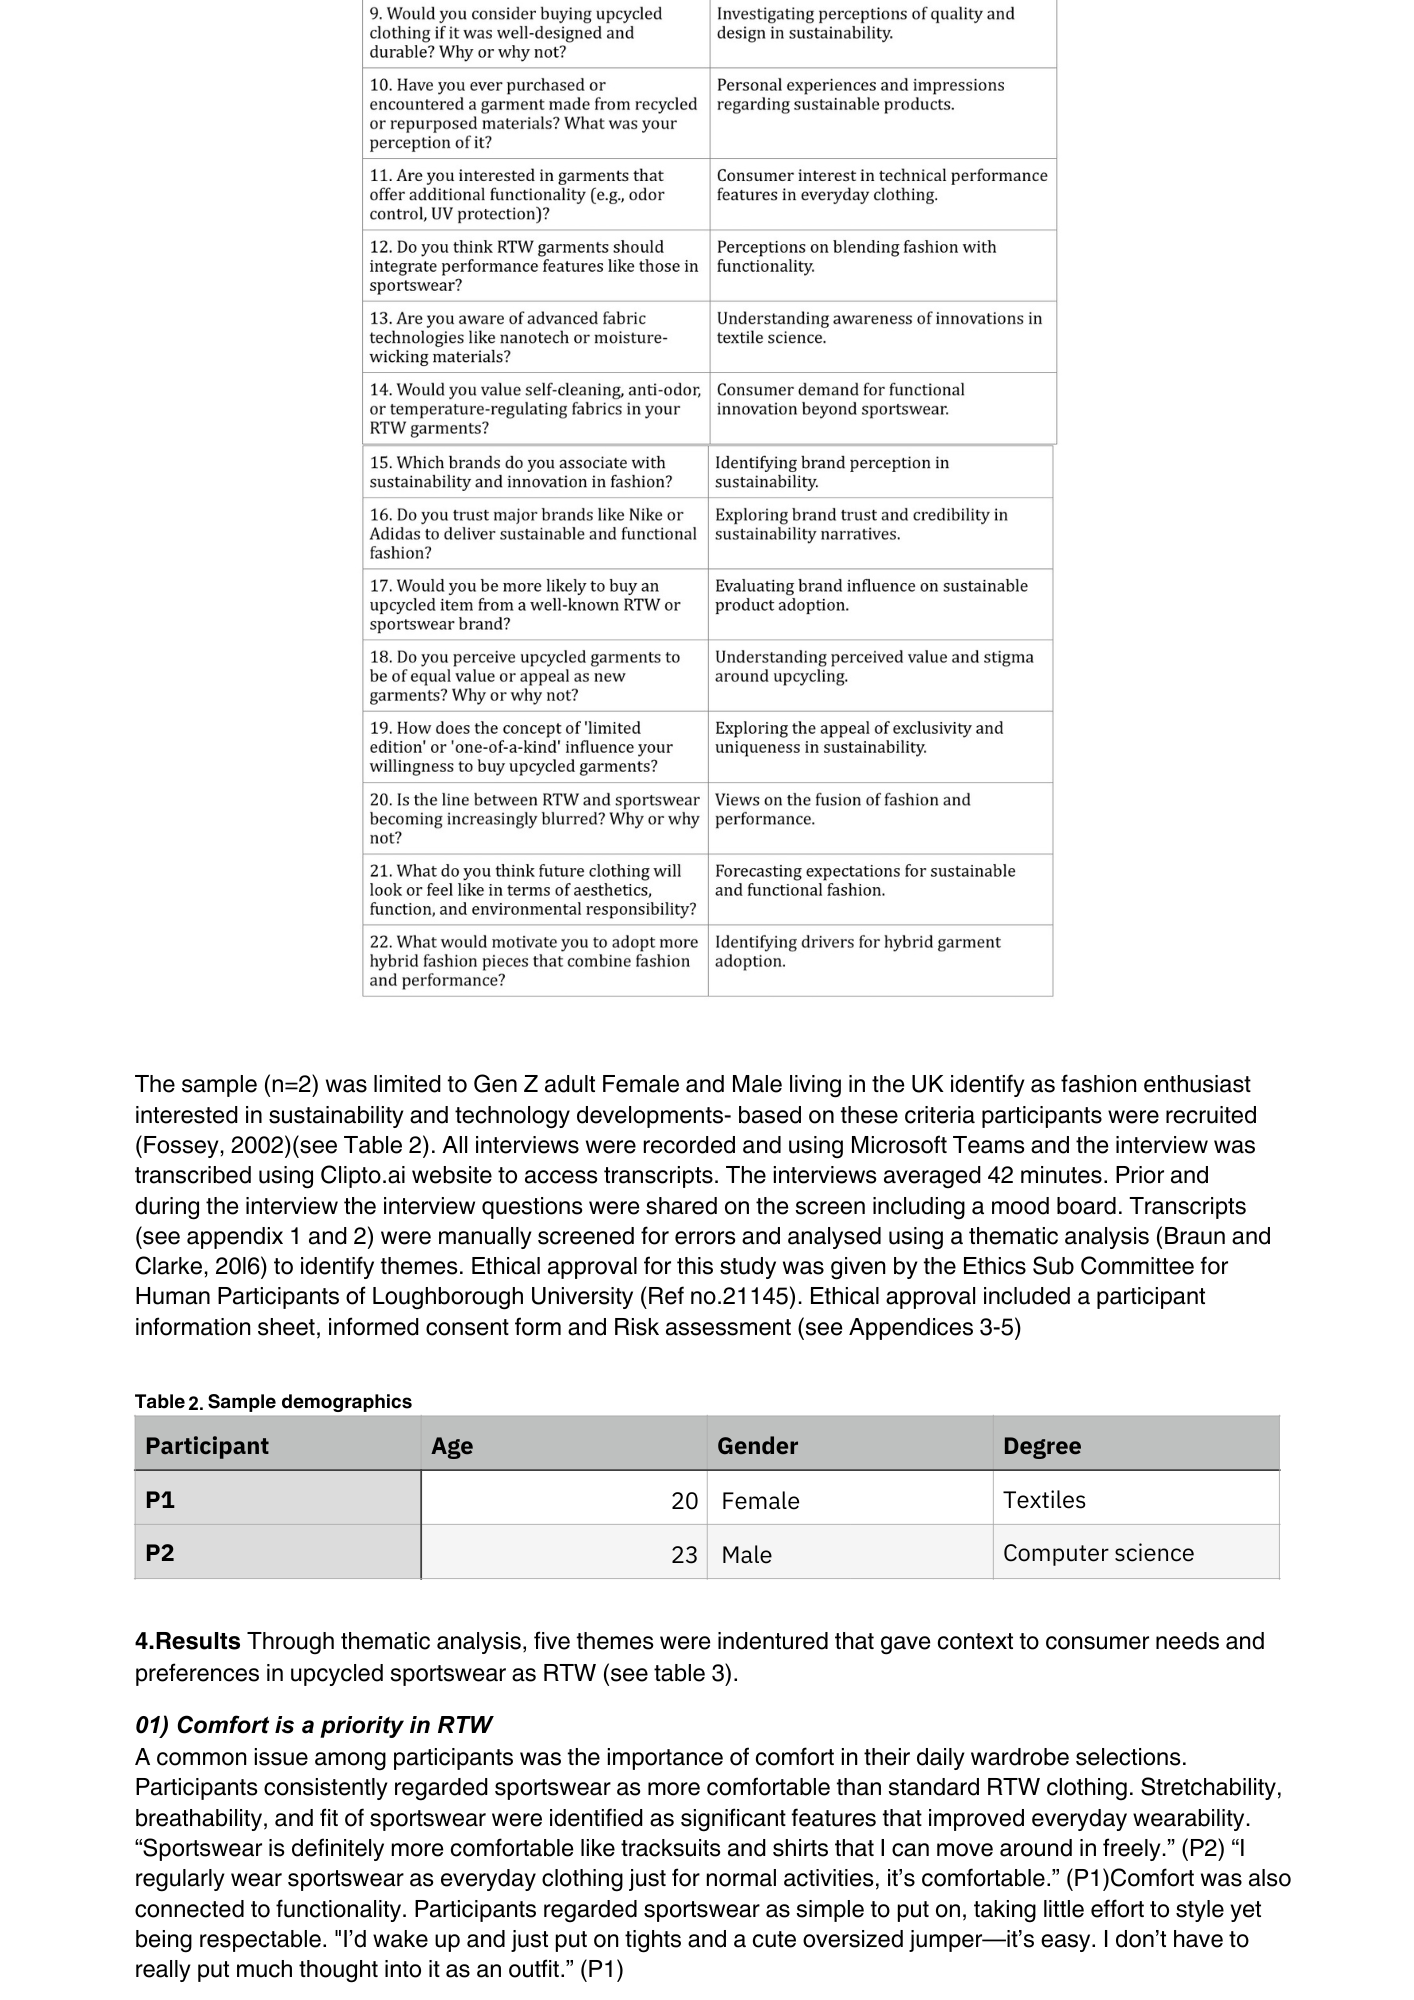 9. Would you consider buying upcycled
clothing if it was well-designed and
durable? Why or why not?
Investigating perceptions of quality and
design in sustainability.
10. Have you ever purchased or
encountered a garment made from recycled
or repurposed materials? What was your
perception of it?
Personal experiences and impressions
regarding sustainable products.
11. Are you interested in garments that
offer additional functionality (e.g., odor
control, UV protection)?
Consumer interest in technical performance
features in everyday clothing.
12. Do you think RTW garments should
integrate performance features like those in
sportswear?
Perceptions on blending fashion with
functionality.
13. Are you aware of advanced fabric
technologies like nanotech or moisture-
wicking materials?
Understanding awareness of innovations in
textile science.
14. Would you value self-cleaning, anti-odor,
or temperature-regulating fabrics in your
RTW garments?
Consumer demand for functional
innovation beyond sportswear.
15. Which brands do you associate with
sustainability and innovation in fashion?
Identifying brand perception in
sustainability.
16. Do you trust major brands like Nike or
Adidas to deliver sustainable and functional
fashion?
Exploring brand trust and credibility in
sustainability narratives.
17. Would you be more likely to buy an
upcycled item from a well-known RTW or
sportswear brand?
Evaluating brand influence on sustainable
product adoption.
18. Do you perceive upcycled garments to
be of equal value or appeal as new
garments? Why or why not?
Understanding perceived value and stigma
around upcycling.
19. How does the concept of 'limited
edition' or 'one-of-a-kind' influence your
willingness to buy upcycled garments?
Exploring the appeal of exclusivity and
uniqueness in sustainability.
20. Is the line between RTW and sportswear
becoming increasingly blurred? Why or why
not?
Views on the fusion of fashion and
performance.
21. What do you think future clothing will
look or feel like in terms of aesthetics,
function, and environmental responsibility?
Forecasting expectations for sustainable
and functional fashion.
22. What would motivate you to adopt more
hybrid fashion pieces that combine fashion
and performance?
Identifying drivers for hybrid garment
adoption.
The sample (n=2) was limited to Gen Z adult Female and Male living in the UK identify as fashion enthusiast
interested in sustainability and technology developments- based on these criteria participants were recruited
(Fossey, 2002)(see Table 2). All interviews were recorded and using Microsoft Teams and the interview was
transcribed using Clipto.ai website to access transcripts. The interviews averaged 42 minutes. Prior and
during the interview the interview questions were shared on the screen including a mood board. Transcripts
(see appendix 1 and 2) were manually screened for errors and analysed using a thematic analysis (Braun and
Clarke, 20l6) to identify themes. Ethical approval for this study was given by the Ethics Sub Committee for
Human Participants of Loughborough University (Ref no.21145). Ethical approval included a participant
information sheet, informed consent form and Risk assessment (see Appendices 3-5)
Table 2. Sample demographics
Participant Age Gender Degree
P1 20 Female Textiles
P2 23 Male Computer science
4.Results Through thematic analysis, five themes were indentured that gave context to consumer needs and
preferences in upcycled sportswear as RTW (see table 3).
01) Comfort is a priority in RTW
A common issue among participants was the importance of comfort in their daily wardrobe selections.
Participants consistently regarded sportswear as more comfortable than standard RTW clothing. Stretchability,
breathability, and fit of sportswear were identified as significant features that improved everyday wearability.
“Sportswear is definitely more comfortable like tracksuits and shirts that I can move around in freely.” (P2) “I
regularly wear sportswear as everyday clothing just for normal activities, it’s comfortable.” (P1)Comfort was also
connected to functionality. Participants regarded sportswear as simple to put on, taking little effort to style yet
being respectable. "I’d wake up and just put on tights and a cute oversized jumper—it’s easy. I don’t have to
really put much thought into it as an outfit.” (P1)